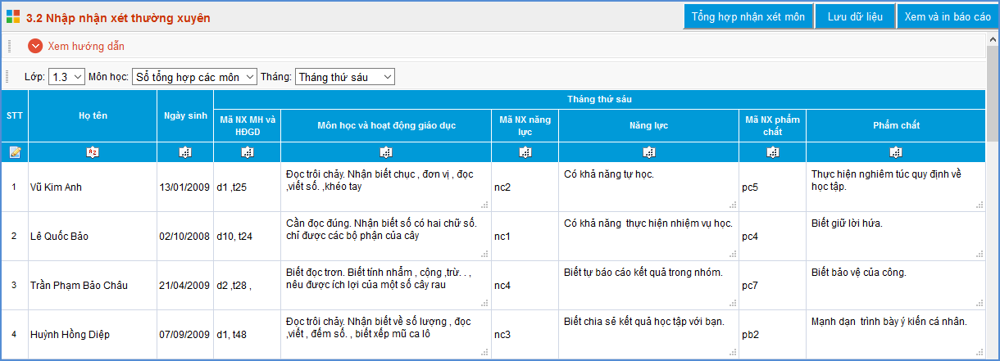 3.2 Nhập nhận xét thường xuyên
Tổng hợp nhận xét môn Lưu dữ liệu Xem và in báo cáo
Xem hướng dẫn
Lớp: 1.3 Môn học: Sổ tổng hợp các môn Tháng: Tháng thứ sáu
STT Họ tên Ngày sinh Tháng thứ sáu
Mã NX MH và HĐGD Môn học và hoạt động giáo dục Mã NX năng lực Năng lực Mã NX phẩm chất Phẩm chất
1 Vũ Kim Anh 13/01/2009 d1 ,t25
Đọc trôi chảy. Nhận biết chục , đơn vị , đọc
,viết số. ,khéo tay
nc2
Có khả năng tự học.
pc5
Thực hiện nghiêm túc quy định về
học tập.
2 Lê Quốc Bảo 02/10/2008 d10, t24
Cần đọc đúng. Nhận biết số có hai chữ số.
chỉ được các bộ phận của cây
nc1
Có khả năng thực hiện nhiệm vụ học.
pc4
Biết giữ lời hứa.
3 Trần Phạm Bảo Châu 21/04/2009 d2 ,t28 ,
Biết đọc trơn. Biết tính nhẩm , cộng ,trừ. . ,
nêu được ích lợi của một số cây rau
nc4
Biết tự báo cáo kết quả trong nhóm.
pc7
Biết bảo vệ của công.
4 Huỳnh Hồng Diệp 07/09/2009 d1, t48
Đọc trôi chảy. Nhận biết về số lượng , đọc
,viết , đếm số. , biết xếp mũ ca lô
nc3
Biết chia sẻ kết quả học tập với bạn.
pb2
Mạnh dạn trình bày ý kiến cá nhân.